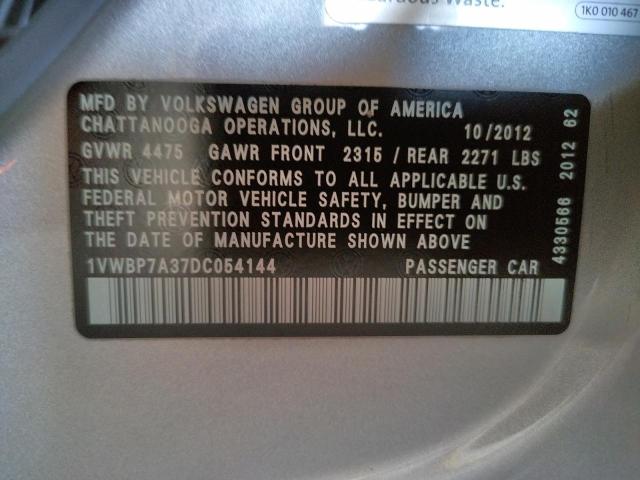 Waste.
1K0 010 467
MFD BY VOLKSWAGEN GROUP OF AMERICA
CHATTANOOGA OPERATIONS, LLC. 10/2012
GVWR 4475 GAWR FRONT 2315 / REAR 2271 LBS
THIS VEHICLE CONFORMS TO ALL APPLICABLE U.S.
FEDERAL MOTOR VEHICLE SAFETY, BUMPER AND
THEFT PREVENTION STANDARDS IN EFFECT ON
THE DATE OF MANUFACTURE SHOWN ABOVE
1VWBP7A37DC054144 PASSENGER CAR
4330566 2012 62